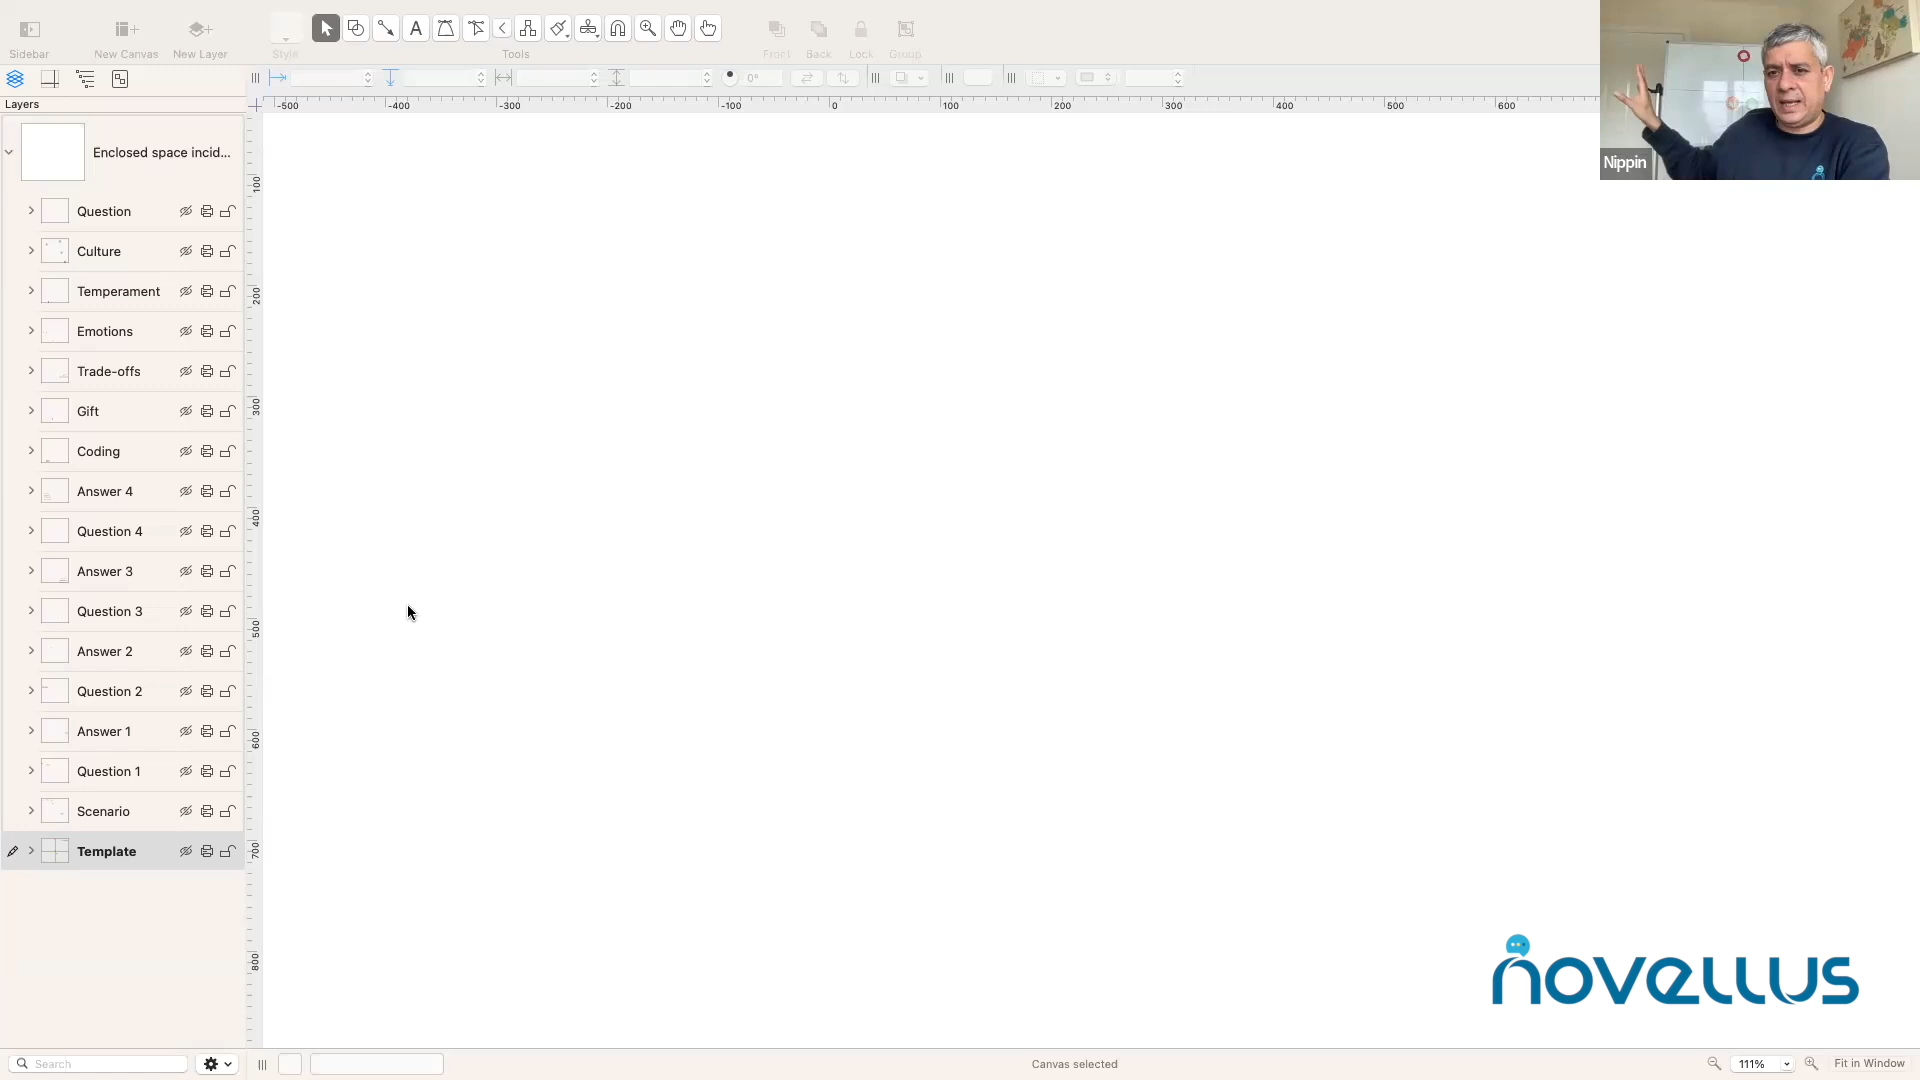 Sidebar
New Canvas
New Layer
Style
Tools
Front
Back
Lock
Group
0°
Layers
-500 -400 -300 -200 -100 0 100 200 300 400 500 600
Nippin
Enclosed space incid...
Question
Culture
Temperament
Emotions
Trade-offs
Gift
Coding
Answer 4
Question 4
Answer 3
Question 3
Answer 2
Question 2
Answer 1
Question 1
Scenario
Template
100
200
300
400
500
600
700
800
novellus
Search
Canvas selected
111%
Fit in Window